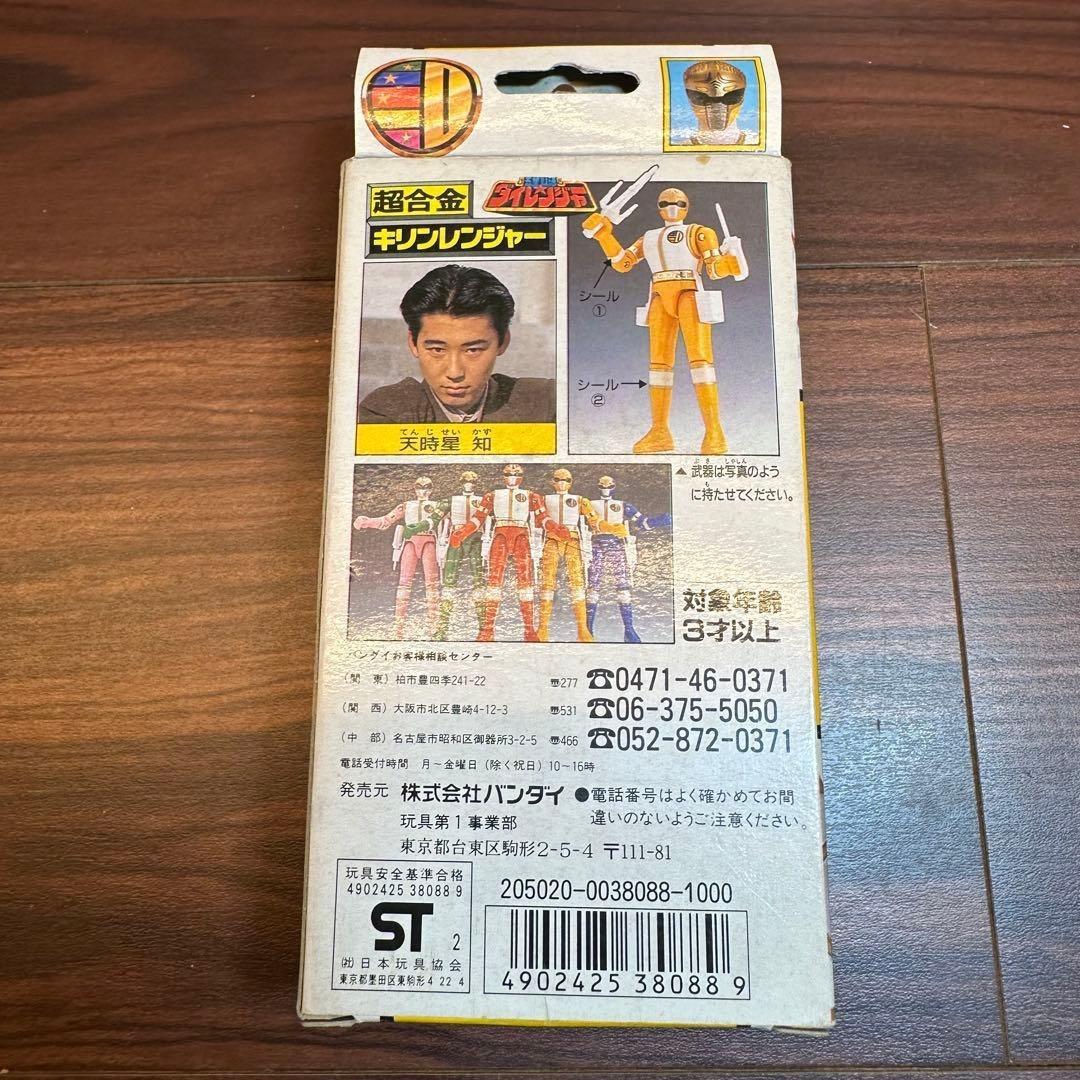 超合金
ダイレンジャー
キリンレンジャー
シール
①
シール
②
てんじせい かず
天時星 知
▲武器は写真のよう
に持たせてください。
対象年齢
3才以上
バンダイお客様相談センター
(関 東) 柏市豊四季241-22 〠277 ☎0471-46-0371
(関 西) 大阪市北区豊崎4-12-3 〠531 ☎06-375-5050
(中 部) 名古屋市昭和区御器所3-2-5 〠466 ☎052-872-0371
電話受付時間 月～金曜日(除く祝日)10～16時
発売元 株式会社バンダイ
玩具第1事業部
東京都台東区駒形2-5-4 〒111-81
●電話番号はよく確かめてお間
違いのないようご注意ください。
玩具安全基準合格
4902425 38088 9
ST 2
(社)日本玩具協会
東京都墨田区東駒形4 22 4
205020-0038088-1000
4902425 380889